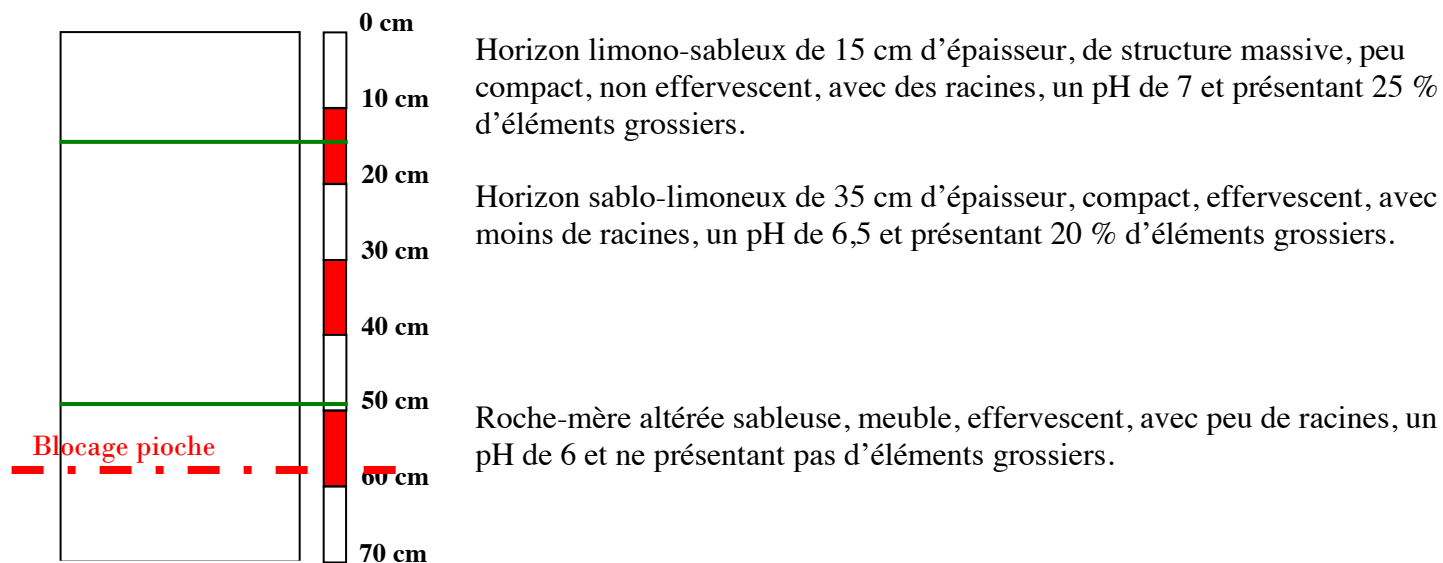 0 cm
Horizon limono-sableux de 15 cm d’épaisseur, de structure massive, peu
compact, non effervescent, avec des racines, un pH de 7 et présentant 25 %
d’éléments grossiers.
10 cm
20 cm
Horizon sablo-limoneux de 35 cm d’épaisseur, compact, effervescent, avec
moins de racines, un pH de 6,5 et présentant 20 % d’éléments grossiers.
30 cm
40 cm
50 cm
Roche-mère altérée sableuse, meuble, effervescent, avec peu de racines, un
pH de 6 et ne présentant pas d’éléments grossiers.
Blocage pioche
60 cm
70 cm